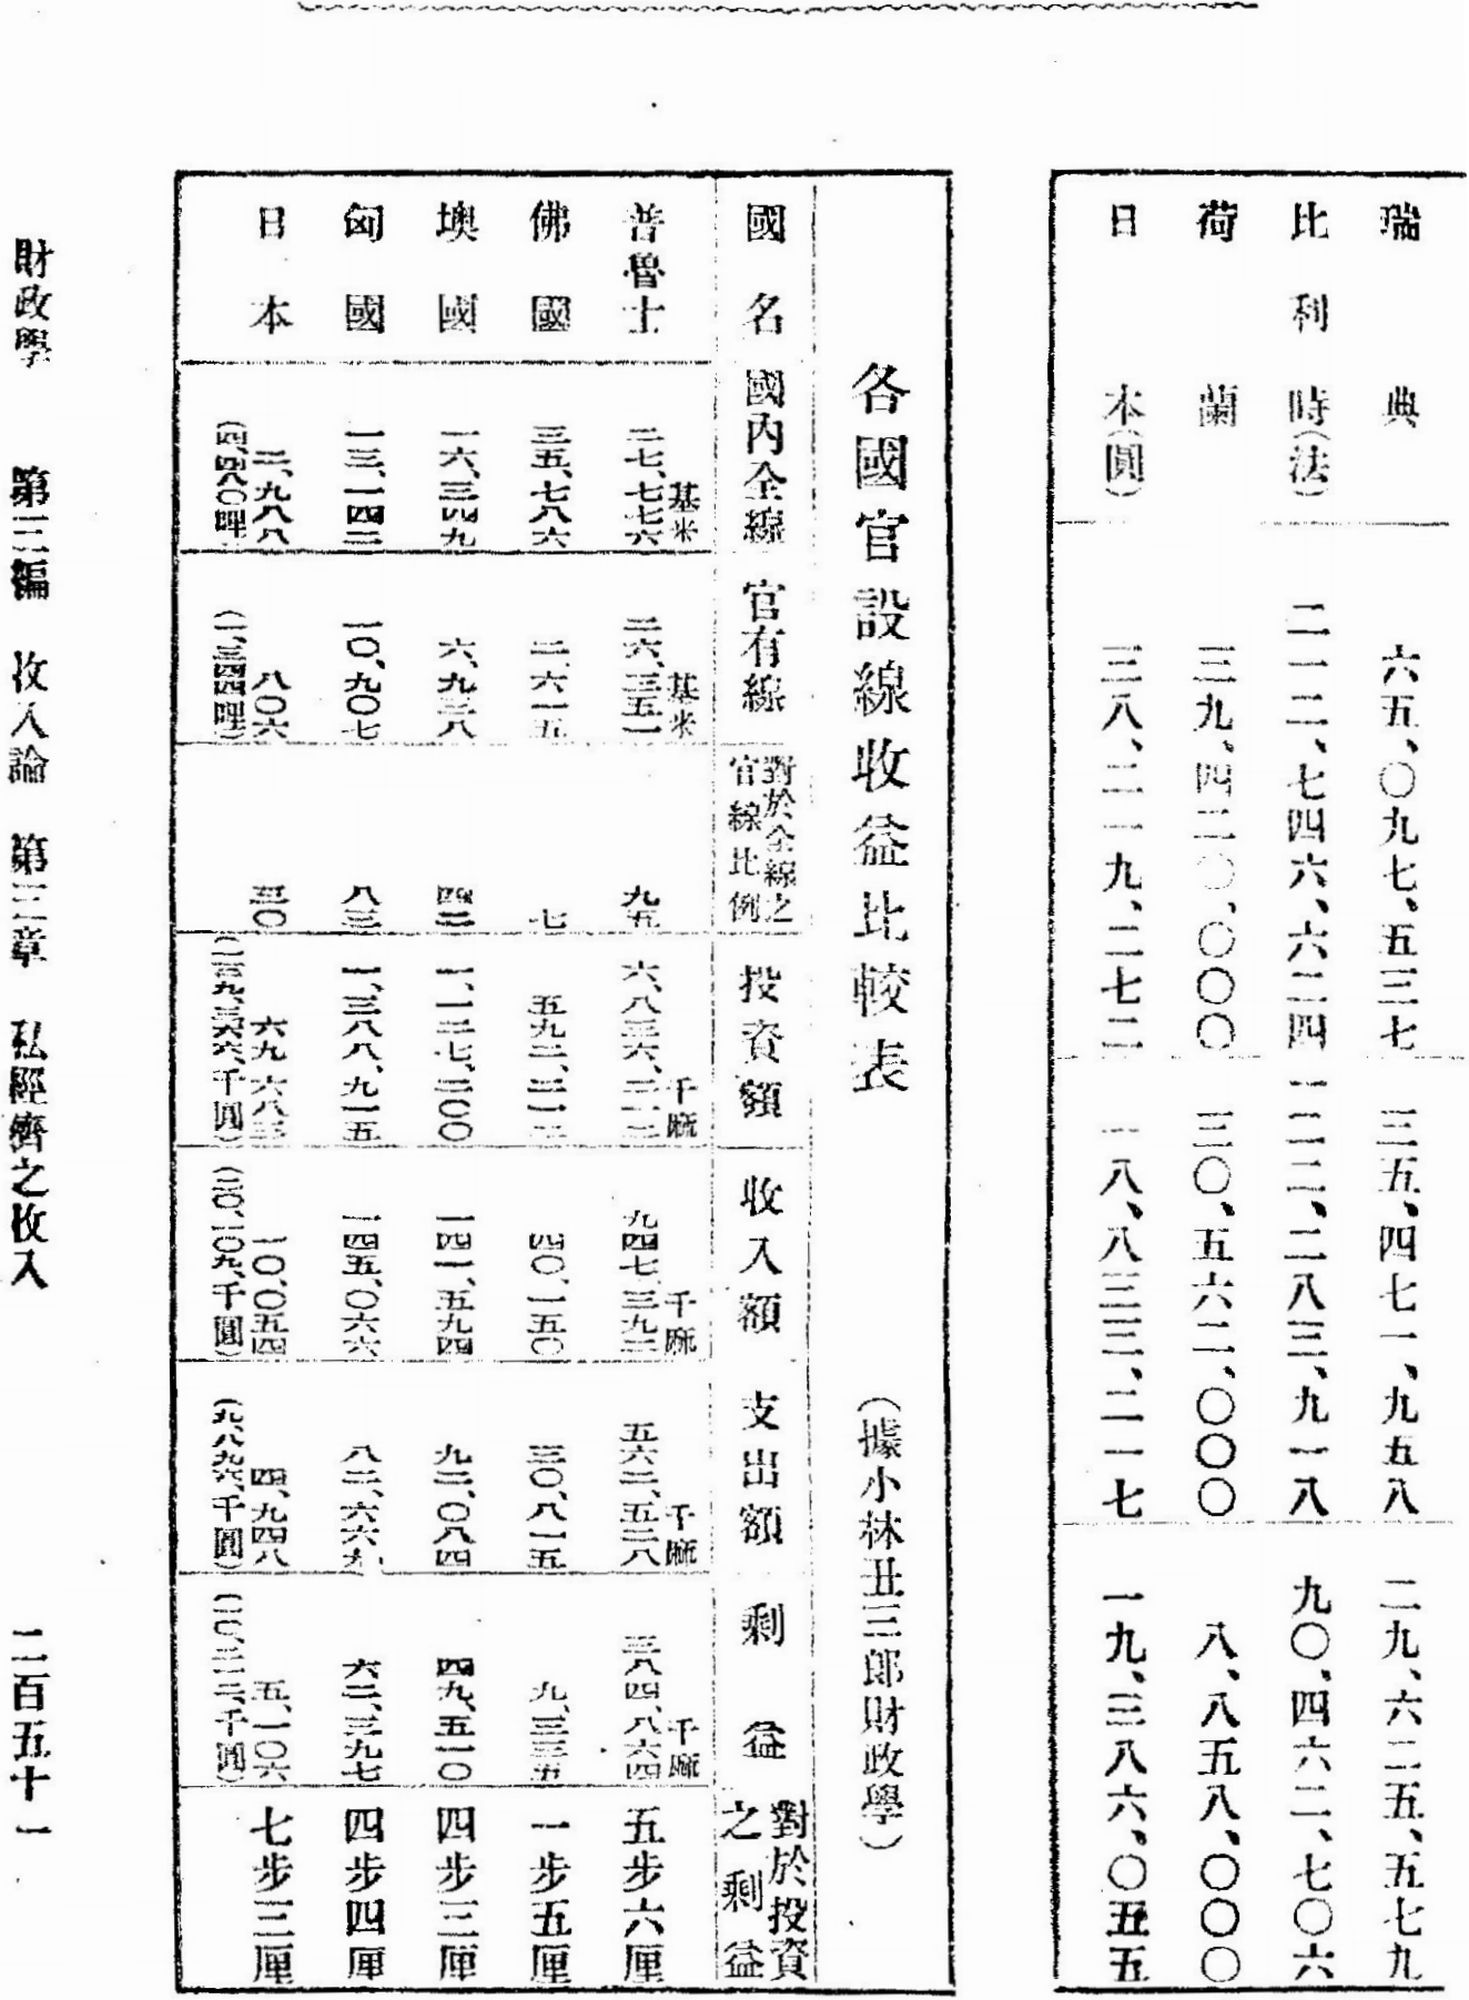 瑞典 六五、〇九七、五三七 三五、四七一、九五八 二九、六二五、五七九
比利時(法) 二一二、七四六、六二四 一二二、二八三、九一八 九〇、四六二、七〇六
荷蘭 三九、四二〇、〇〇〇 三〇、五六二、〇〇〇 八、八五八、〇〇〇
日本(圓) 三八、二一九、二七二 一八、八三三、二一七 一九、三八六、〇五五
各國官設線收益比較表 (據小林丑三郎財政學)
國名 國內全線 官有線 對於全線之官線比例 投資額 收入額 支出額 剩益 對於投資之剩益
基米 基米 千麻 千麻 千麻 千麻
普魯士 二七、七七六 二六、三五一 九五 六、八三六、二一二 九四七、三九二 五六二、五二八 三八四、八六四 五步六厘
佛國 三五、七八六 二、六一五 七 五九二、三一二 四〇、一五〇 三〇、八一五 九、三三五 一步五厘
墺國 一六、三四九 六、九三八 四二 一、一二七、二〇〇 一四一、五九四 九二、〇八四 四九、五一〇 四步三厘
匈國 一三、一四二 一〇、九〇七 八三 一、三八八、九一五 一四五、〇六六 八二、六六九 六二、三九七 四步四厘
日本 二、九八八 八〇六 三〇 六九、六八三 一〇、〇五四 四、九四八 五、一〇六 七步三厘
(四、四八〇哩) (一、三四四哩) (一三九、三六六、千圓) (二〇、一〇九、千圓) (九、八九六、千圓) (一〇、二一二、千圓)
財政學 第三編 收入論 第三章 私經濟之收入 二百五十一